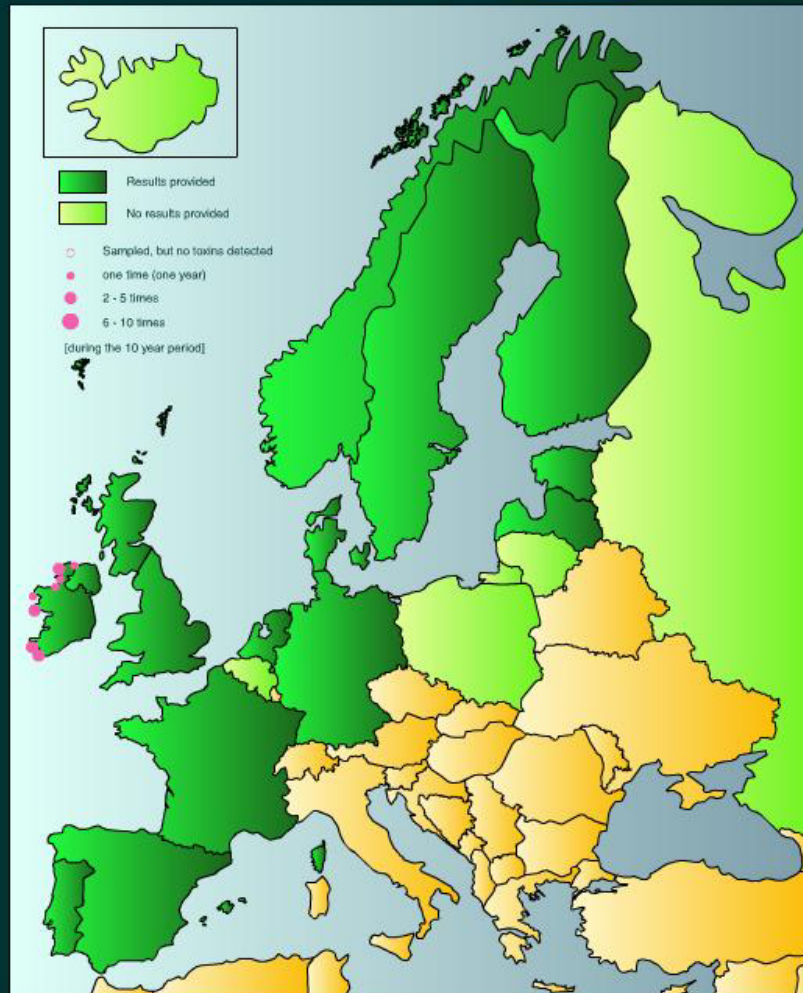 Results provided
No results provided
Sampled, but no toxins detected
one time (one year)
2 - 5 times
6 - 10 times
[during the 10 year period]